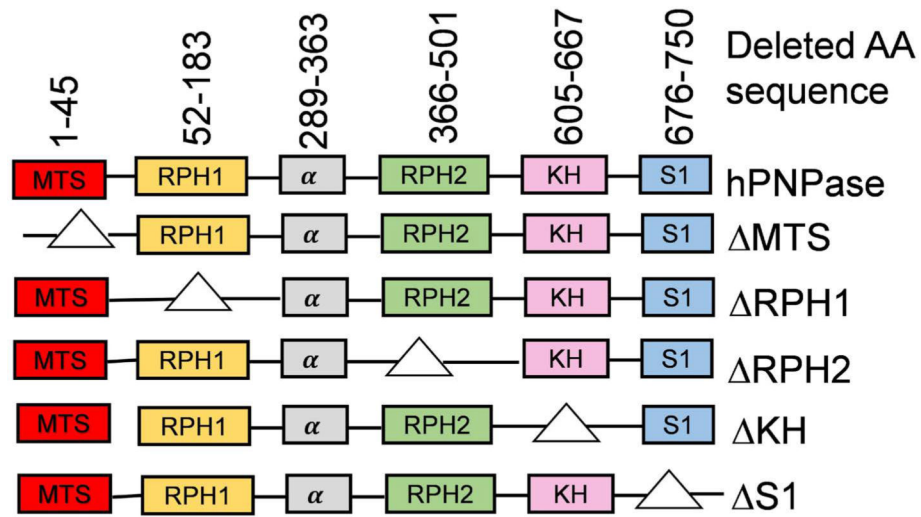 1-45 52-183 289-363 366-501 605-667 676-750 Deleted AA sequence
MTS RPH1 α RPH2 KH S1 hPNPase
RPH1 α RPH2 KH S1 ΔMTS
MTS α RPH2 KH S1 ΔRPH1
MTS RPH1 α KH S1 ΔRPH2
MTS RPH1 α RPH2 S1 ΔKH
MTS RPH1 α RPH2 KH ΔS1